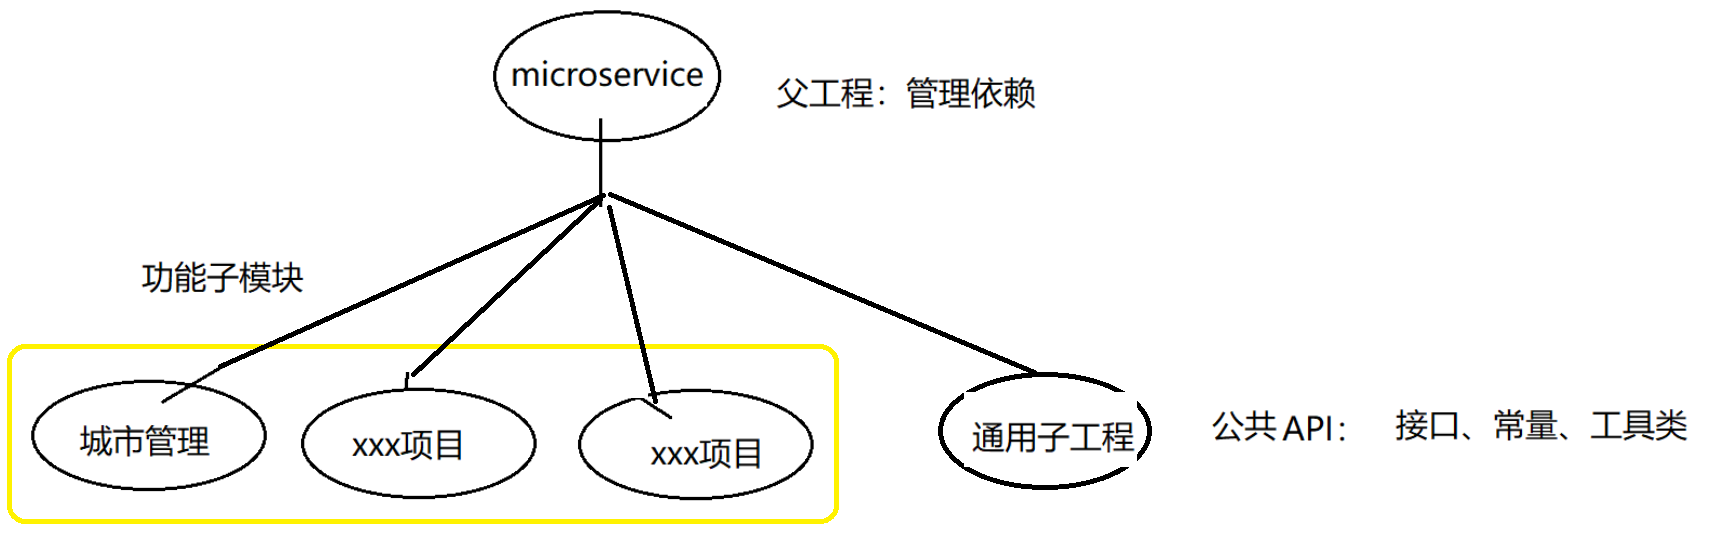 microservice
父工程：管理依赖
功能子模块
城市管理
xxx项目
xxx项目
通用子工程
公共 API： 接口、常量、工具类